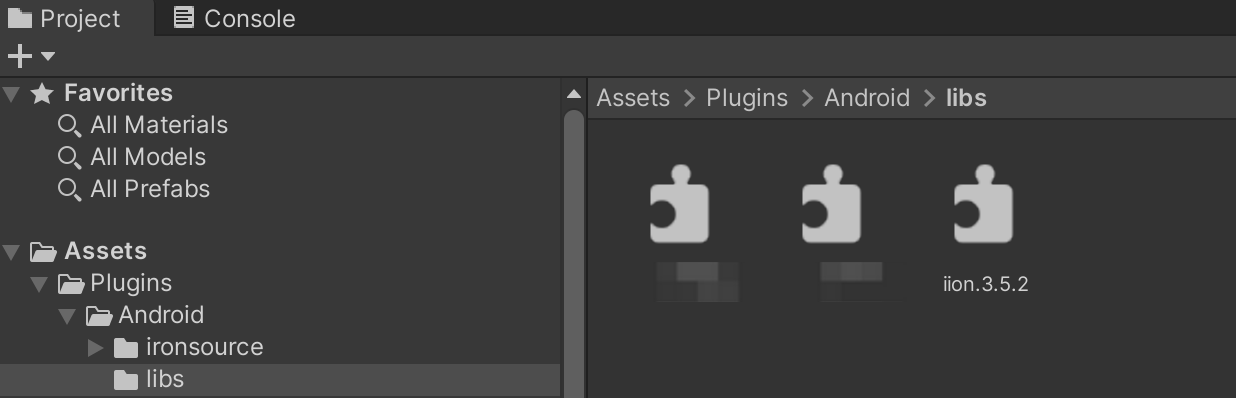 Project
Console
Favorites
All Materials
All Models
All Prefabs
Assets
Plugins
Android
ironsource
libs
Assets > Plugins > Android > libs
iion.3.5.2